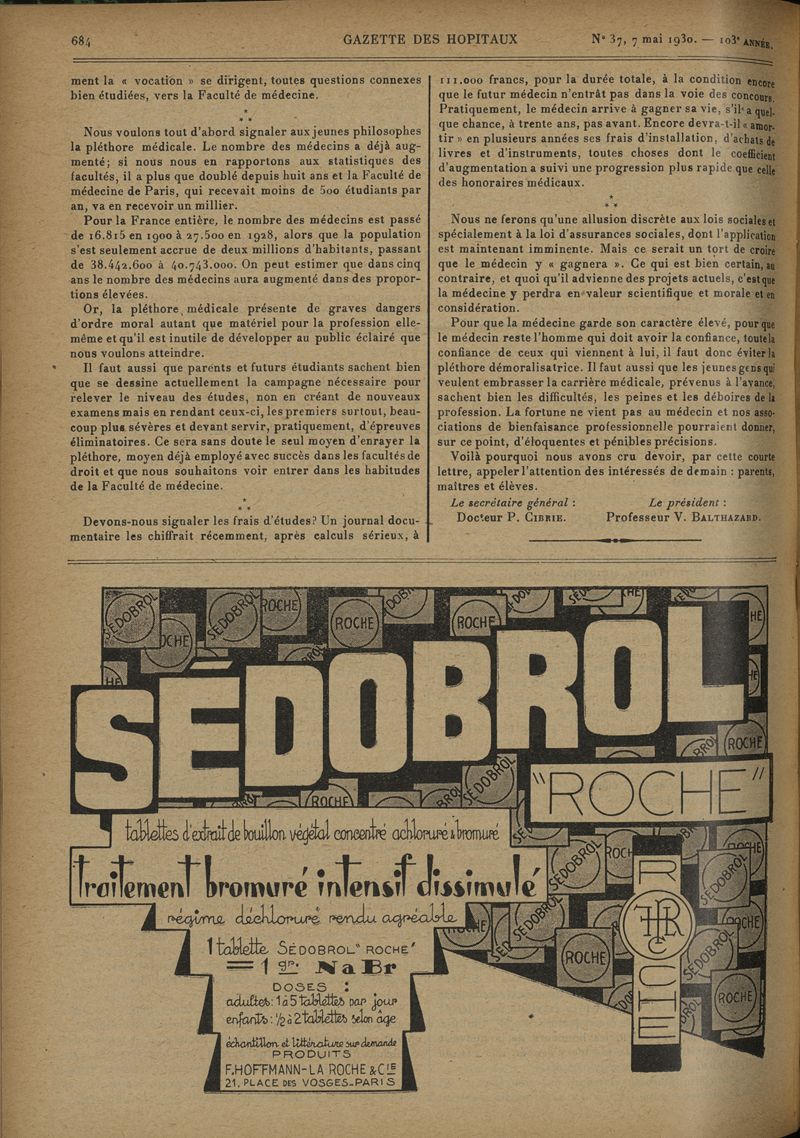 684
GAZETTE DES HOPITAUX
N° 37, 7 mai 1930. — 103e ANNÉE.
ment la « vocation » se dirigent, toutes questions connexes
bien étudiées, vers la Faculté de médecine.
*
* *
Nous voulons tout d'abord signaler aux jeunes philosophes
la pléthore médicale. Le nombre des médecins a déjà aug-
menté; si nous nous en rapportons aux statistiques des
facultés, il a plus que doublé depuis huit ans et la Faculté de
médecine de Paris, qui recevait moins de 500 étudiants par
an, va en recevoir un millier.
Pour la France entière, le nombre des médecins est passé
de 16.815 en 1900 à 27.500 en 1928, alors que la population
s'est seulement accrue de deux millions d'habitants, passant
de 38.442.600 à 40.743.000. On peut estimer que dans cinq
ans le nombre des médecins aura augmenté dans des propor-
tions élevées.
Or, la pléthore médicale présente de graves dangers
d'ordre moral autant que matériel pour la profession elle-
même et qu'il est inutile de développer au public éclairé que
nous voulons atteindre.
Il faut aussi que parents et futurs étudiants sachent bien
que se dessine actuellement la campagne nécessaire pour
relever le niveau des études, non en créant de nouveaux
examens mais en rendant ceux-ci, les premiers surtout, beau-
coup plus sévères et devant servir, pratiquement, d'épreuves
éliminatoires. Ce sera sans doute le seul moyen d'enrayer la
pléthore, moyen déjà employé avec succès dans les facultés de
droit et que nous souhaitons voir entrer dans les habitudes
de la Faculté de médecine.
*
* *
Devons-nous signaler les frais d'études? Un journal docu-
mentaire les chiffrait récemment, après calculs sérieux, à
111.000 francs, pour la durée totale, à la condition encore
que le futur médecin n'entrât pas dans la voie des concours.
Pratiquement, le médecin arrive à gagner sa vie, s'il a quel-
que chance, à trente ans, pas avant. Encore devra-t-il « amor-
tir » en plusieurs années ses frais d'installation, d'achats de
livres et d'instruments, toutes choses dont le coefficient
d'augmentation a suivi une progression plus rapide que celle
des honoraires médicaux.
*
* *
Nous ne ferons qu'une allusion discrète aux lois sociales et
spécialement à la loi d'assurances sociales, dont l'application
est maintenant imminente. Mais ce serait un tort de croire
que le médecin y « gagnera ». Ce qui est bien certain, au
contraire, et quoi qu'il advienne des projets actuels, c'est que
la médecine y perdra en valeur scientifique et morale et en
considération.
Pour que la médecine garde son caractère élevé, pour que
le médecin reste l'homme qui doit avoir la confiance, toute la
confiance de ceux qui viennent à lui, il faut donc éviter la
pléthore démoralisatrice. Il faut aussi que les jeunes gens qui
veulent embrasser la carrière médicale, prévenus à l'avance,
sachent bien les difficultés, les peines et les déboires de la
profession. La fortune ne vient pas au médecin et nos asso-
ciations de bienfaisance professionnelle pourraient donner,
sur ce point, d'éloquentes et pénibles précisions.
Voilà pourquoi nous avons cru devoir, par cette courte
lettre, appeler l'attention des intéressés de demain : parents,
maîtres et élèves.
Le secrétaire général :
Docteur P. CIBRIE.
Le président :
Professeur V. BALTHAZARD.
SÉDOBROL
"ROCHE"
tablettes d'extrait de bouillon végétal concentré achloruré & bromuré
traitement bromuré intensif dissimulé
régime déchloruré rendu agréable
1 tablette SÉDOBROL "ROCHE"
= 1 gr. NaBr
DOSES :
adultes: 1 à 5 tablettes par jour
enfants: ½ à 2 tablettes selon âge
échantillon et littérature sur demande
PRODUITS
F.HOFFMANN-LA ROCHE & Cie
21, PLACE DES VOSGES-PARIS
ROCHE
SÉDOBROL
ROCHE